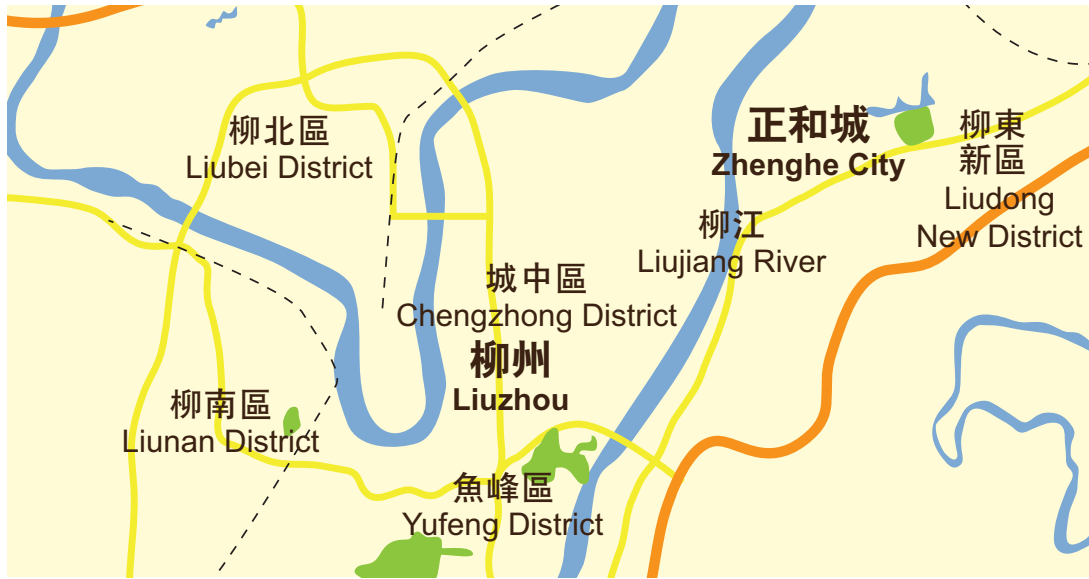 柳北區
Liubei District
正和城
Zhenghe City
柳東
新區
Liudong
New District
柳江
Liujiang River
城中區
Chengzhong District
柳州
Liuzhou
柳南區
Liunan District
魚峰區
Yufeng District